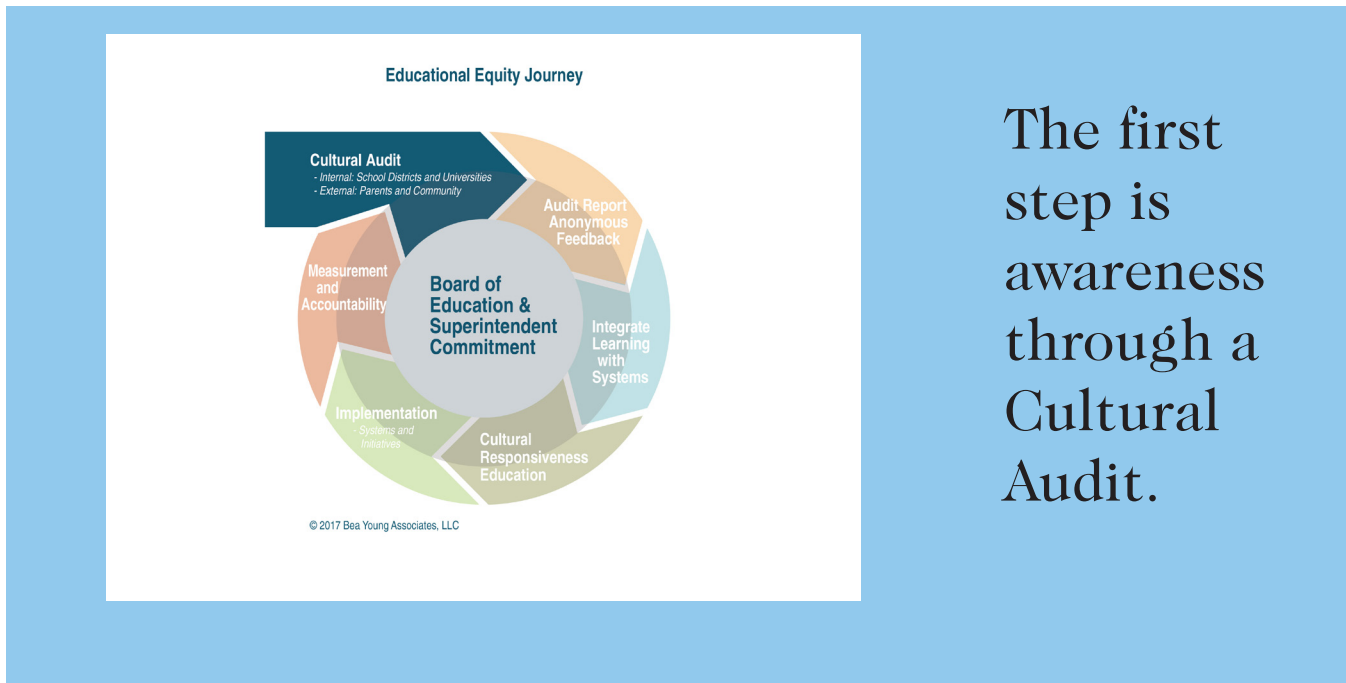 Educational Equity Journey
Cultural Audit
- Internal: School Districts and Universities
- External: Parents and Community
Audit Report
Anonymous
Feedback
Integrate
Learning
with
Systems
Cultural
Responsiveness
Education
Implementation
- Systems and
Initiatives
Measurement
and
Accountability
Board of
Education &
Superintendent
Commitment
© 2017 Bea Young Associates, LLC
The first
step is
awareness
through a
Cultural
Audit.